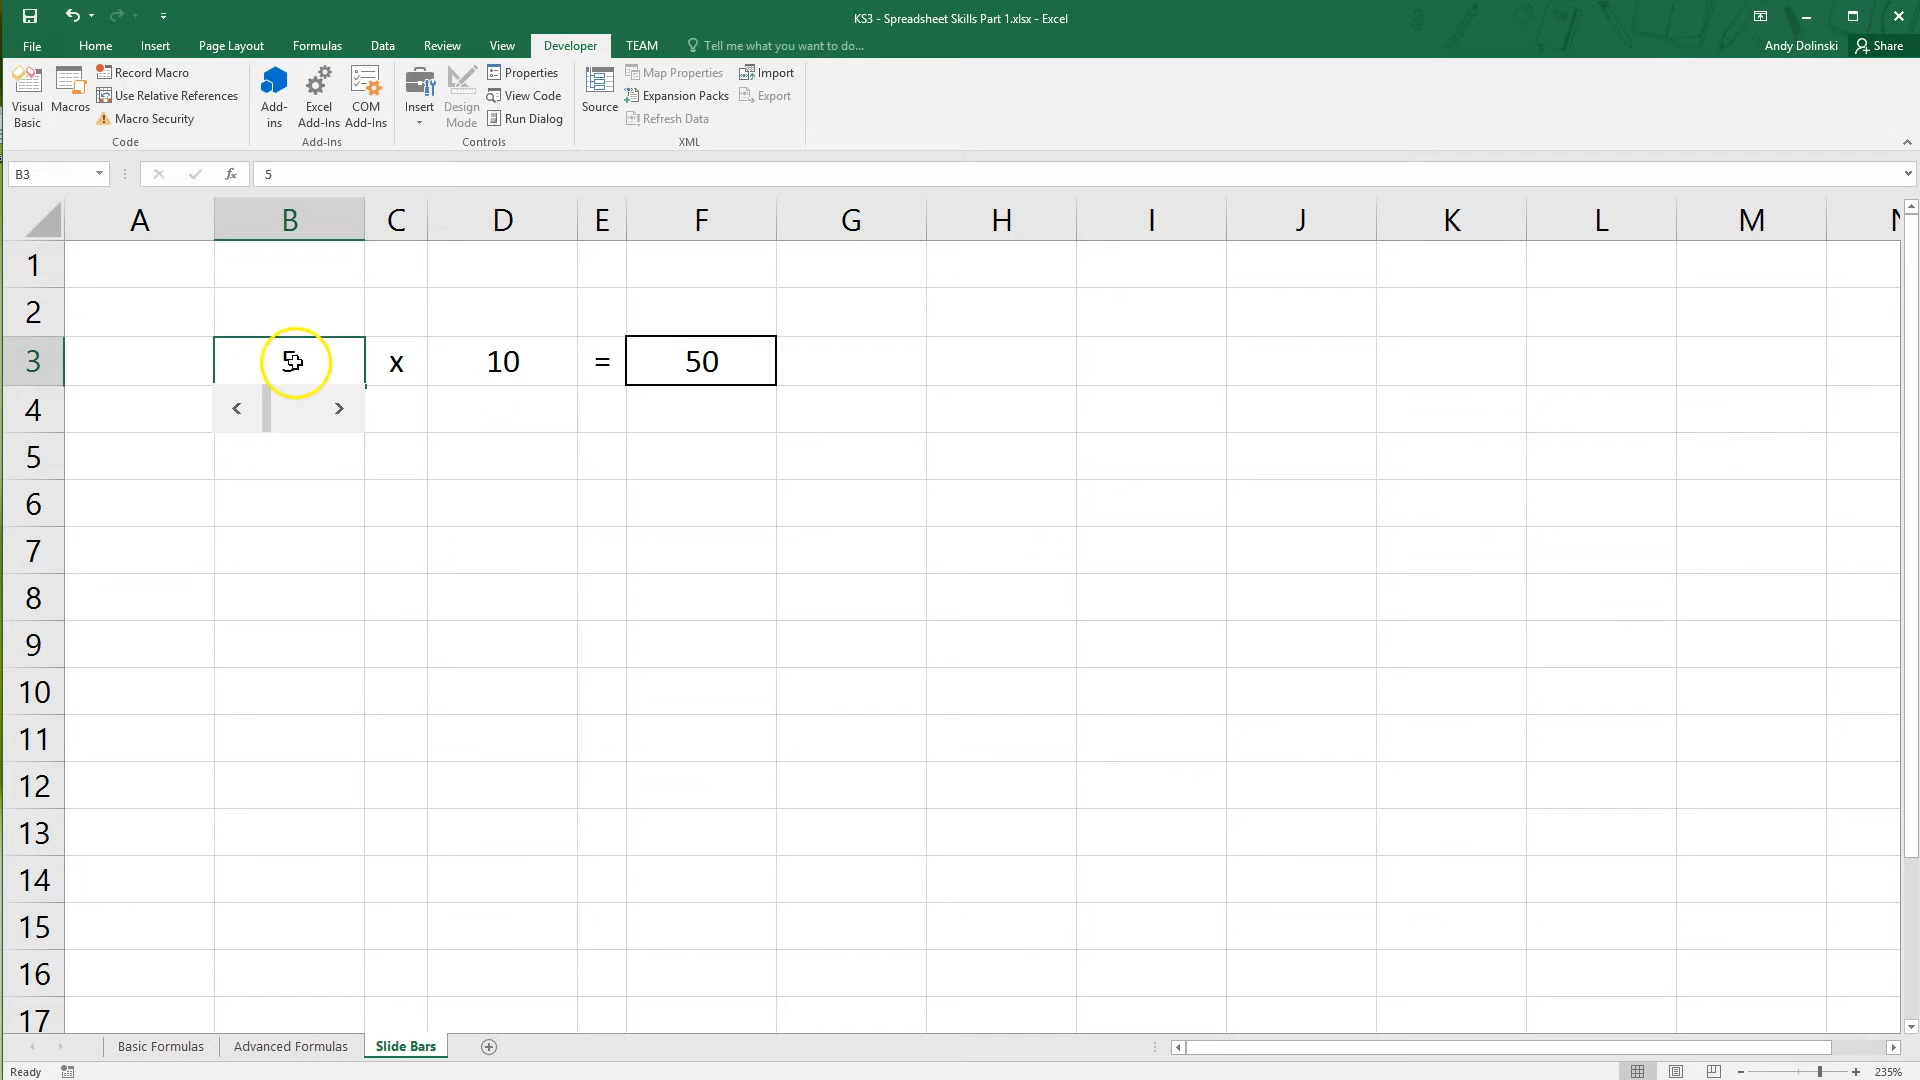 KS3 - Spreadsheet Skills Part 1.xlsx - Excel
File Home Insert Page Layout Formulas Data Review View Developer TEAM Tell me what you want to do... Andy Dolinski Share
Visual Basic
Macros
Record Macro
Use Relative References
Macro Security
Code
Add-ins
Excel Add-Ins
COM Add-Ins
Add-Ins
Insert
Design Mode
Properties
View Code
Run Dialog
Controls
Source
Map Properties
Expansion Packs
Refresh Data
Import
Export
XML
B3 fx 5
A B C D E F G H I J K L M N
1
2
3 5 x 10 = 50
4
5
6
7
8
9
10
11
12
13
14
15
16
17
Basic Formulas Advanced Formulas Slide Bars
Ready 235%